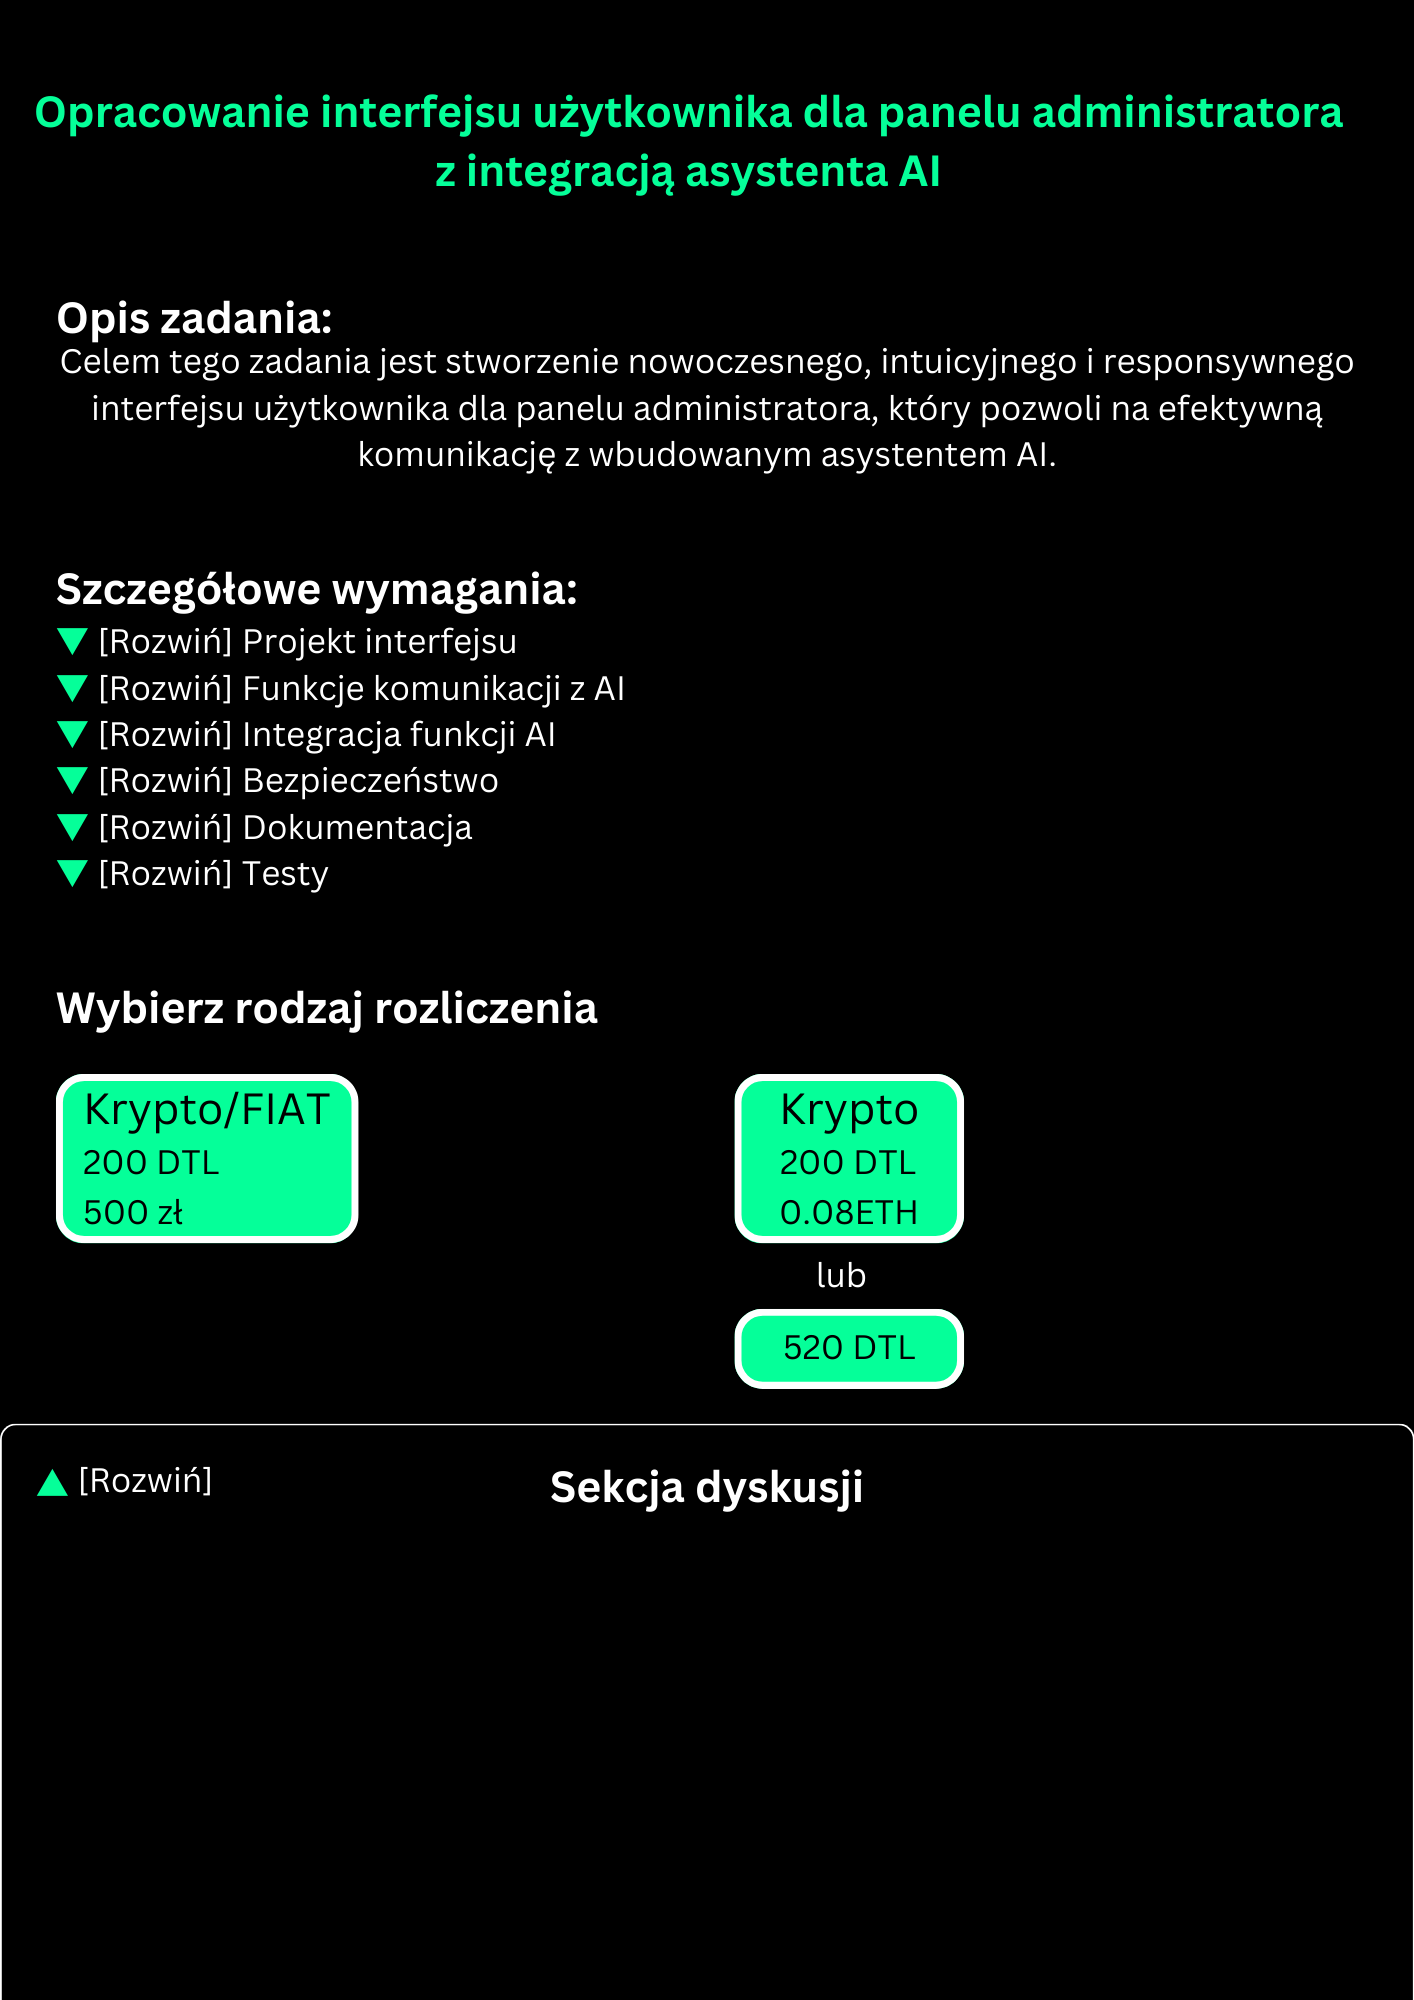 Opracowanie interfejsu użytkownika dla panelu administratora
z integracją asystenta AI
Opis zadania:
Celem tego zadania jest stworzenie nowoczesnego, intuicyjnego i responsywnego
interfejsu użytkownika dla panelu administratora, który pozwoli na efektywną
komunikację z wbudowanym asystentem AI.
Szczegółowe wymagania:
▼ [Rozwiń] Projekt interfejsu
▼ [Rozwiń] Funkcje komunikacji z AI
▼ [Rozwiń] Integracja funkcji AI
▼ [Rozwiń] Bezpieczeństwo
▼ [Rozwiń] Dokumentacja
▼ [Rozwiń] Testy
Wybierz rodzaj rozliczenia
Krypto/FIAT
200 DTL
500 zł
Krypto
200 DTL
0.08ETH
lub
520 DTL
▲ [Rozwiń]
Sekcja dyskusji